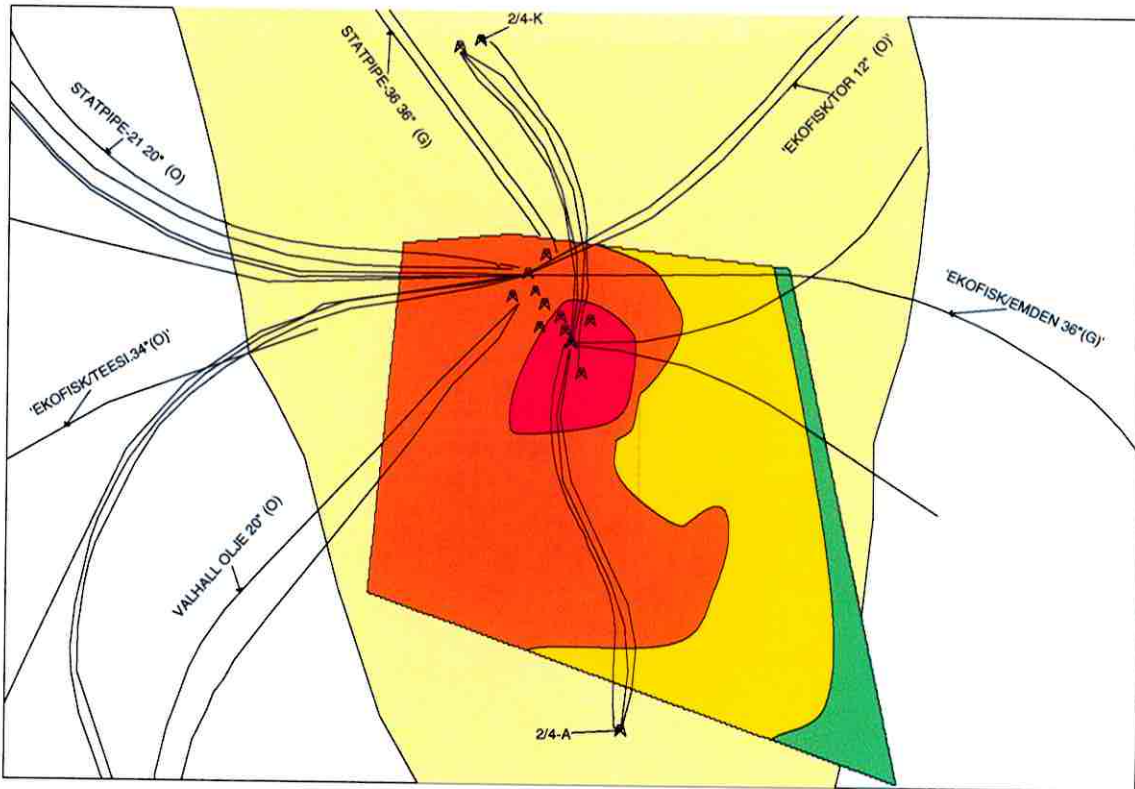 2/4-K
STATPIPE-36 36" (G)
'EKOFISK/TOR 12" (O)'
STATPIPE-21 20" (O)
'EKOFISK/EMDEN 36"(G)'
'EKOFISK/TEESI.34"(O)'
VALHALL OLJE 20" (O)
2/4-A